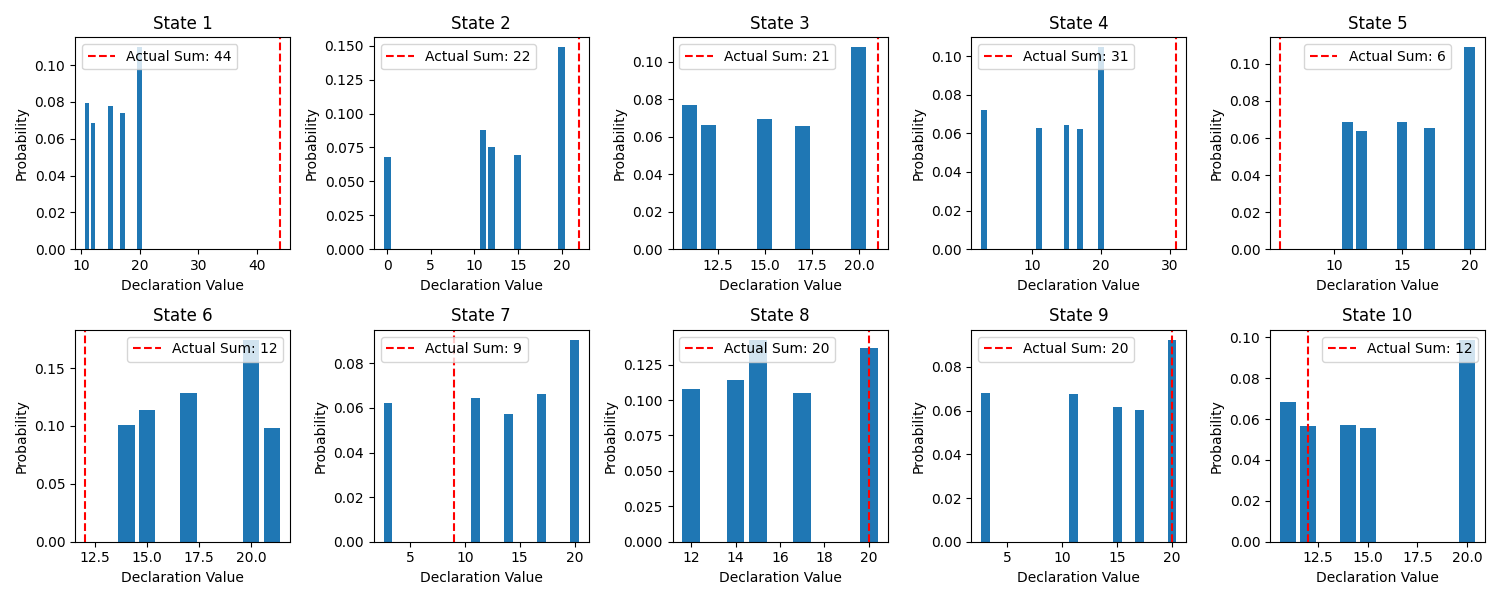 State 1
Actual Sum: 44
0.10
0.08
0.06
0.04
0.02
0.00
Probability
10 20 30 40
Declaration Value
State 2
Actual Sum: 22
0.150
0.125
0.100
0.075
0.050
0.025
0.000
Probability
0 5 10 15 20
Declaration Value
State 3
Actual Sum: 21
0.10
0.08
0.06
0.04
0.02
0.00
Probability
12.5 15.0 17.5 20.0
Declaration Value
State 4
Actual Sum: 31
0.10
0.08
0.06
0.04
0.02
0.00
Probability
10 20 30
Declaration Value
State 5
Actual Sum: 6
0.10
0.08
0.06
0.04
0.02
0.00
Probability
10 15 20
Declaration Value
State 6
Actual Sum: 12
0.15
0.10
0.05
0.00
Probability
12.5 15.0 17.5 20.0
Declaration Value
State 7
Actual Sum: 9
0.08
0.06
0.04
0.02
0.00
Probability
5 10 15 20
Declaration Value
State 8
Actual Sum: 20
0.125
0.100
0.075
0.050
0.025
0.000
Probability
12 14 16 18 20
Declaration Value
State 9
Actual Sum: 20
0.08
0.06
0.04
0.02
0.00
Probability
5 10 15 20
Declaration Value
State 10
Actual Sum: 12
0.10
0.08
0.06
0.04
0.02
0.00
Probability
12.5 15.0 17.5 20.0
Declaration Value